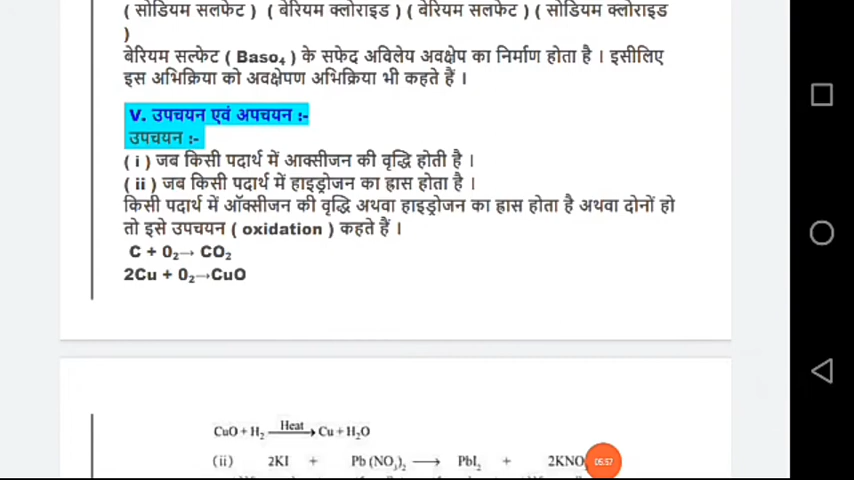 ( सोडियम सलफेट ) ( बेरियम क्लोराइड ) ( बेरियम सलफेट ) ( सोडियम क्लोराइड
)
बेरियम सल्फेट ( Baso₄ ) के सफेद अविलेय अवक्षेप का निर्माण होता है । इसीलिए
इस अभिक्रिया को अवक्षेपण अभिक्रिया भी कहते हैं ।
V. उपचयन एवं अपचयन :-
उपचयन :-
( i ) जब किसी पदार्थ में आक्सीजन की वृद्धि होती है ।
( ii ) जब किसी पदार्थ में हाइड्रोजन का ह्रास होता है ।
किसी पदार्थ में ऑक्सीजन की वृद्धि अथवा हाइड्रोजन का ह्रास होता है अथवा दोनों हो
तो इसे उपचयन ( oxidation ) कहते हैं ।
C + 0₂→ CO₂
2Cu + 0₂→CuO
CuO + H₂ —Heat→ Cu + H₂O
(ii) 2KI + Pb (NO₃)₂ ⟶ PbI₂ + 2KNO
05:57